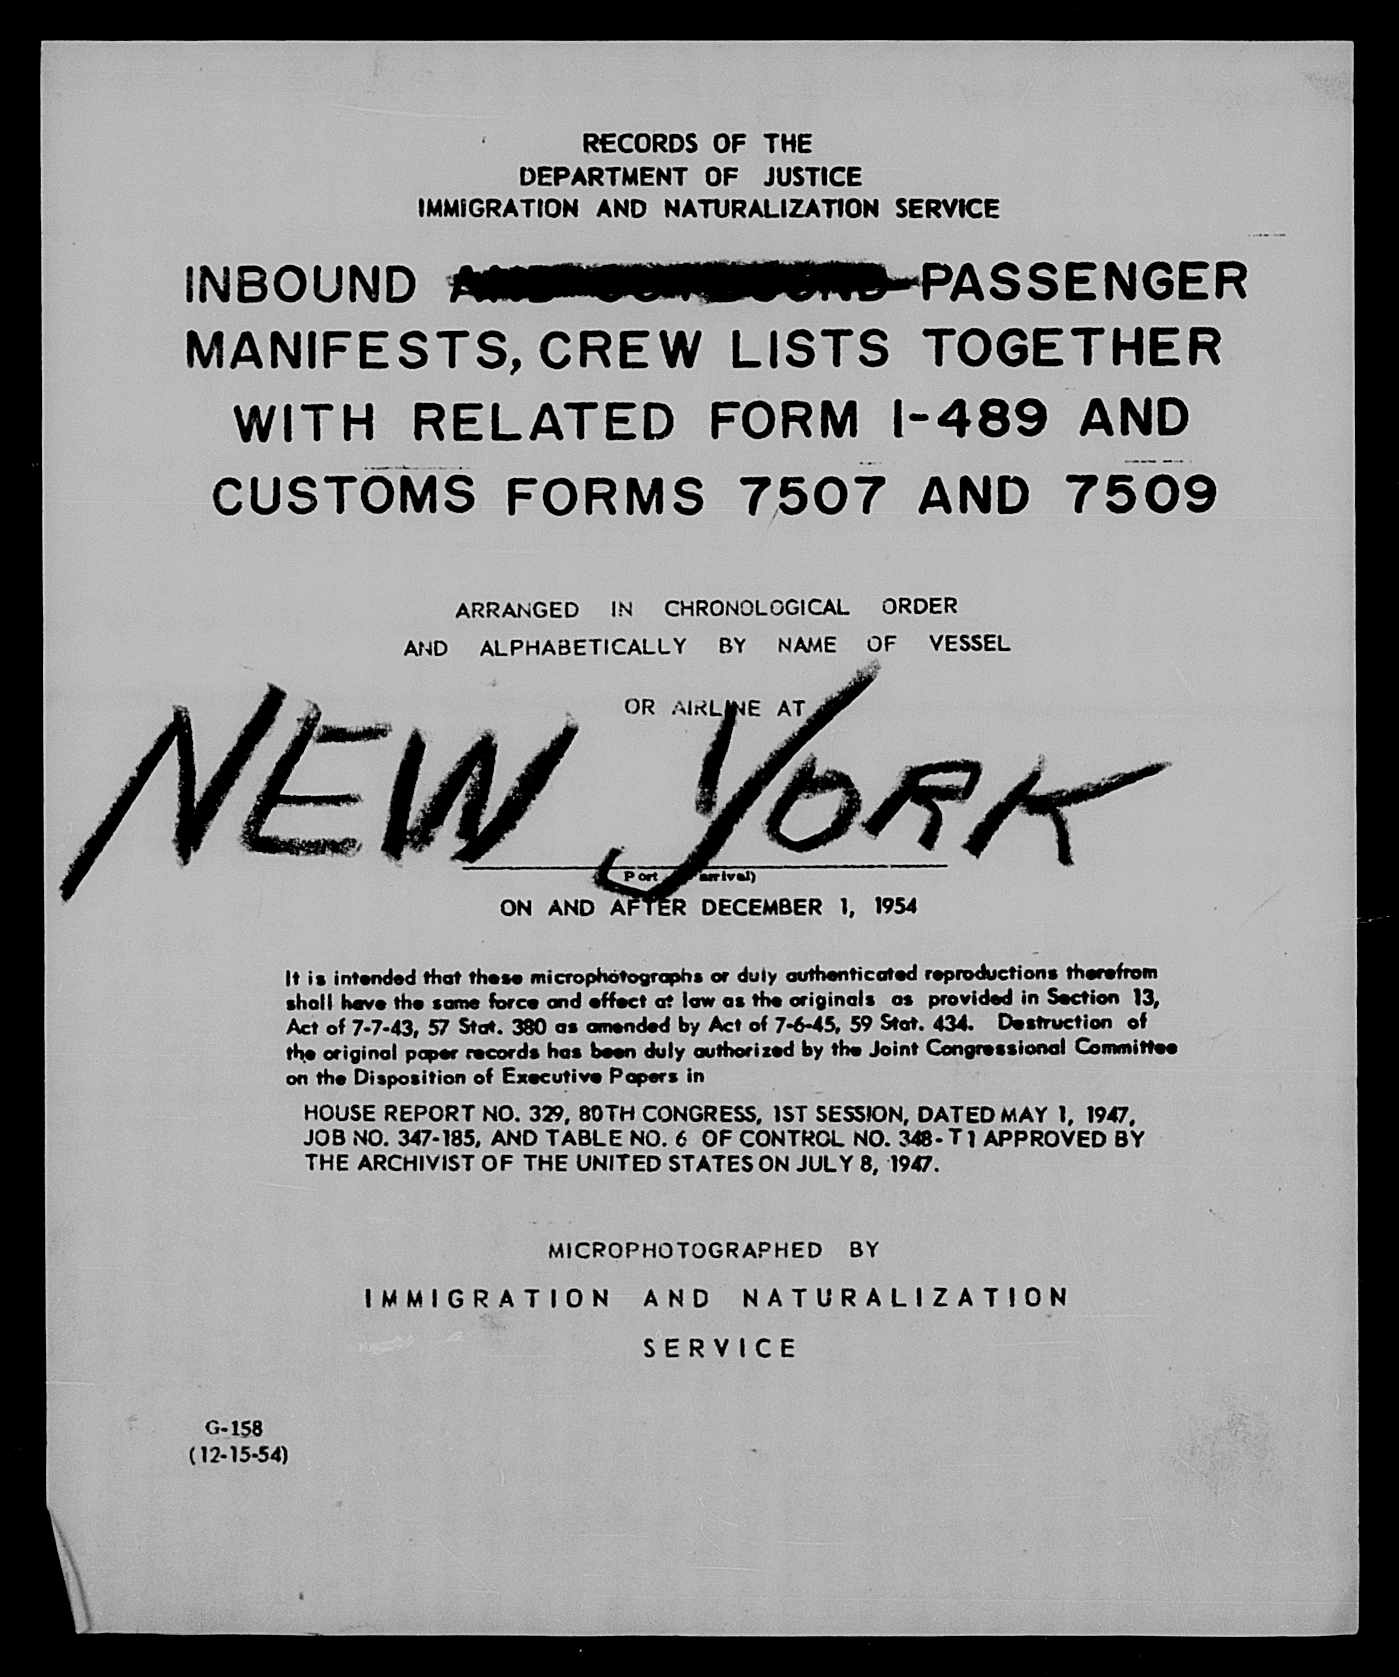 RECORDS OF THE
DEPARTMENT OF JUSTICE
IMMIGRATION AND NATURALIZATION SERVICE
INBOUND AND OUTBOUND PASSENGER
MANIFESTS, CREW LISTS TOGETHER
WITH RELATED FORM I-489 AND
CUSTOMS FORMS 7507 AND 7509
ARRANGED IN CHRONOLOGICAL ORDER
AND ALPHABETICALLY BY NAME OF VESSEL
OR AIRLINE AT
NEW YORK
(Port arrival)
ON AND AFTER DECEMBER 1, 1954
It is intended that these microphotographs or duly authenticated reproductions therefrom
shall have the same force and effect at law as the originals as provided in Section 13,
Act of 7-7-43, 57 Stat. 380 as amended by Act of 7-6-45, 59 Stat. 434. Destruction of
the original paper records has been duly authorized by the Joint Congressional Committee
on the Disposition of Executive Papers in
HOUSE REPORT NO. 329, 80TH CONGRESS, 1ST SESSION, DATED MAY 1, 1947,
JOB NO. 347-185, AND TABLE NO. 6 OF CONTROL NO. 348-T1 APPROVED BY
THE ARCHIVIST OF THE UNITED STATES ON JULY 8, 1947.
MICROPHOTOGRAPHED BY
IMMIGRATION AND NATURALIZATION
SERVICE
G-158
(12-15-54)